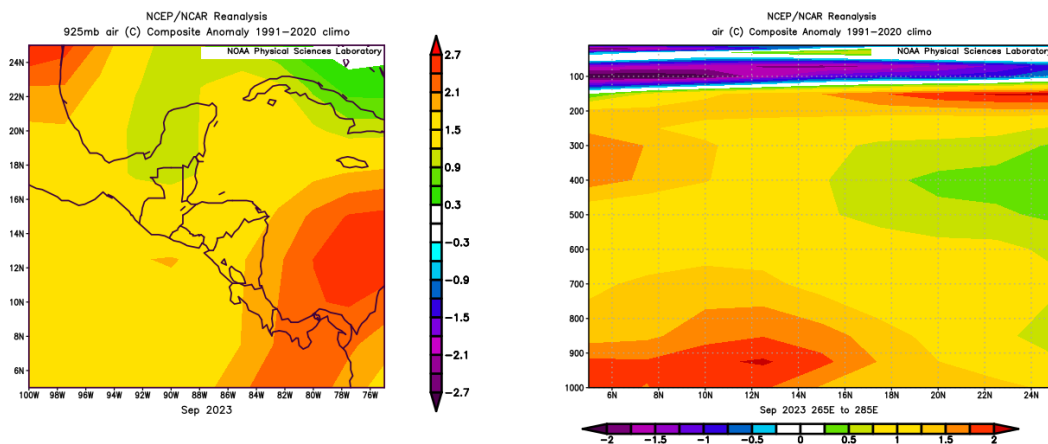 NCEP/NCAR Reanalysis
925mb air (C) Composite Anomaly 1991-2020 climo
NOAA Physical Sciences Laboratory
24N
22N
20N
18N
16N
14N
12N
10N
8N
6N
100W 98W 96W 94W 92W 90W 88W 86W 84W 82W 80W 78W 76W
Sep 2023
2.7
2.1
1.5
0.9
0.3
-0.3
-0.9
-1.5
-2.1
-2.7
NCEP/NCAR Reanalysis
air (C) Composite Anomaly 1991-2020 climo
NOAA Physical Sciences Laboratory
100
200
300
400
500
600
700
800
900
1000
6N 8N 10N 12N 14N 16N 18N 20N 22N 24N
Sep 2023 265E to 285E
-2 -1.5 -1 -0.5 0 0.5 1 1.5 2